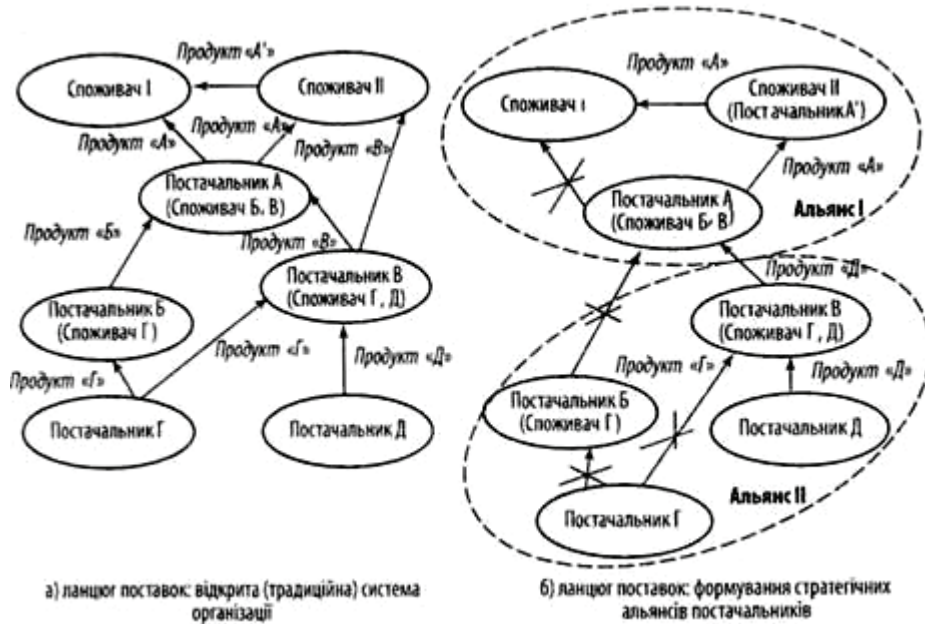 Продукт «А'»
Споживач І
Споживач ІІ
Продукт «А»
Продукт «А»
Продукт «В»
Постачальник А
(Споживач Б, В)
Продукт «Б»
Продукт «В»
Постачальник В
(Споживач Г, Д)
Постачальник Б
(Споживач Г)
Продукт «Г»
Продукт «Г»
Продукт «Д»
Постачальник Г
Постачальник Д
а) ланцюг поставок: відкрита (традиційна) система
організації
Продукт «А»
Споживач І
Споживач ІІ
(Постачальник А')
Продукт «А»
Постачальник А
(Споживач Б, В)
Альянс І
Продукт «Д»
Постачальник В
(Споживач Г, Д)
Продукт «Г»
Продукт «Д»
Постачальник Б
(Споживач Г)
Постачальник Д
Альянс ІІ
Постачальник Г
б) ланцюг поставок: формування стратегічних
альянсів постачальників